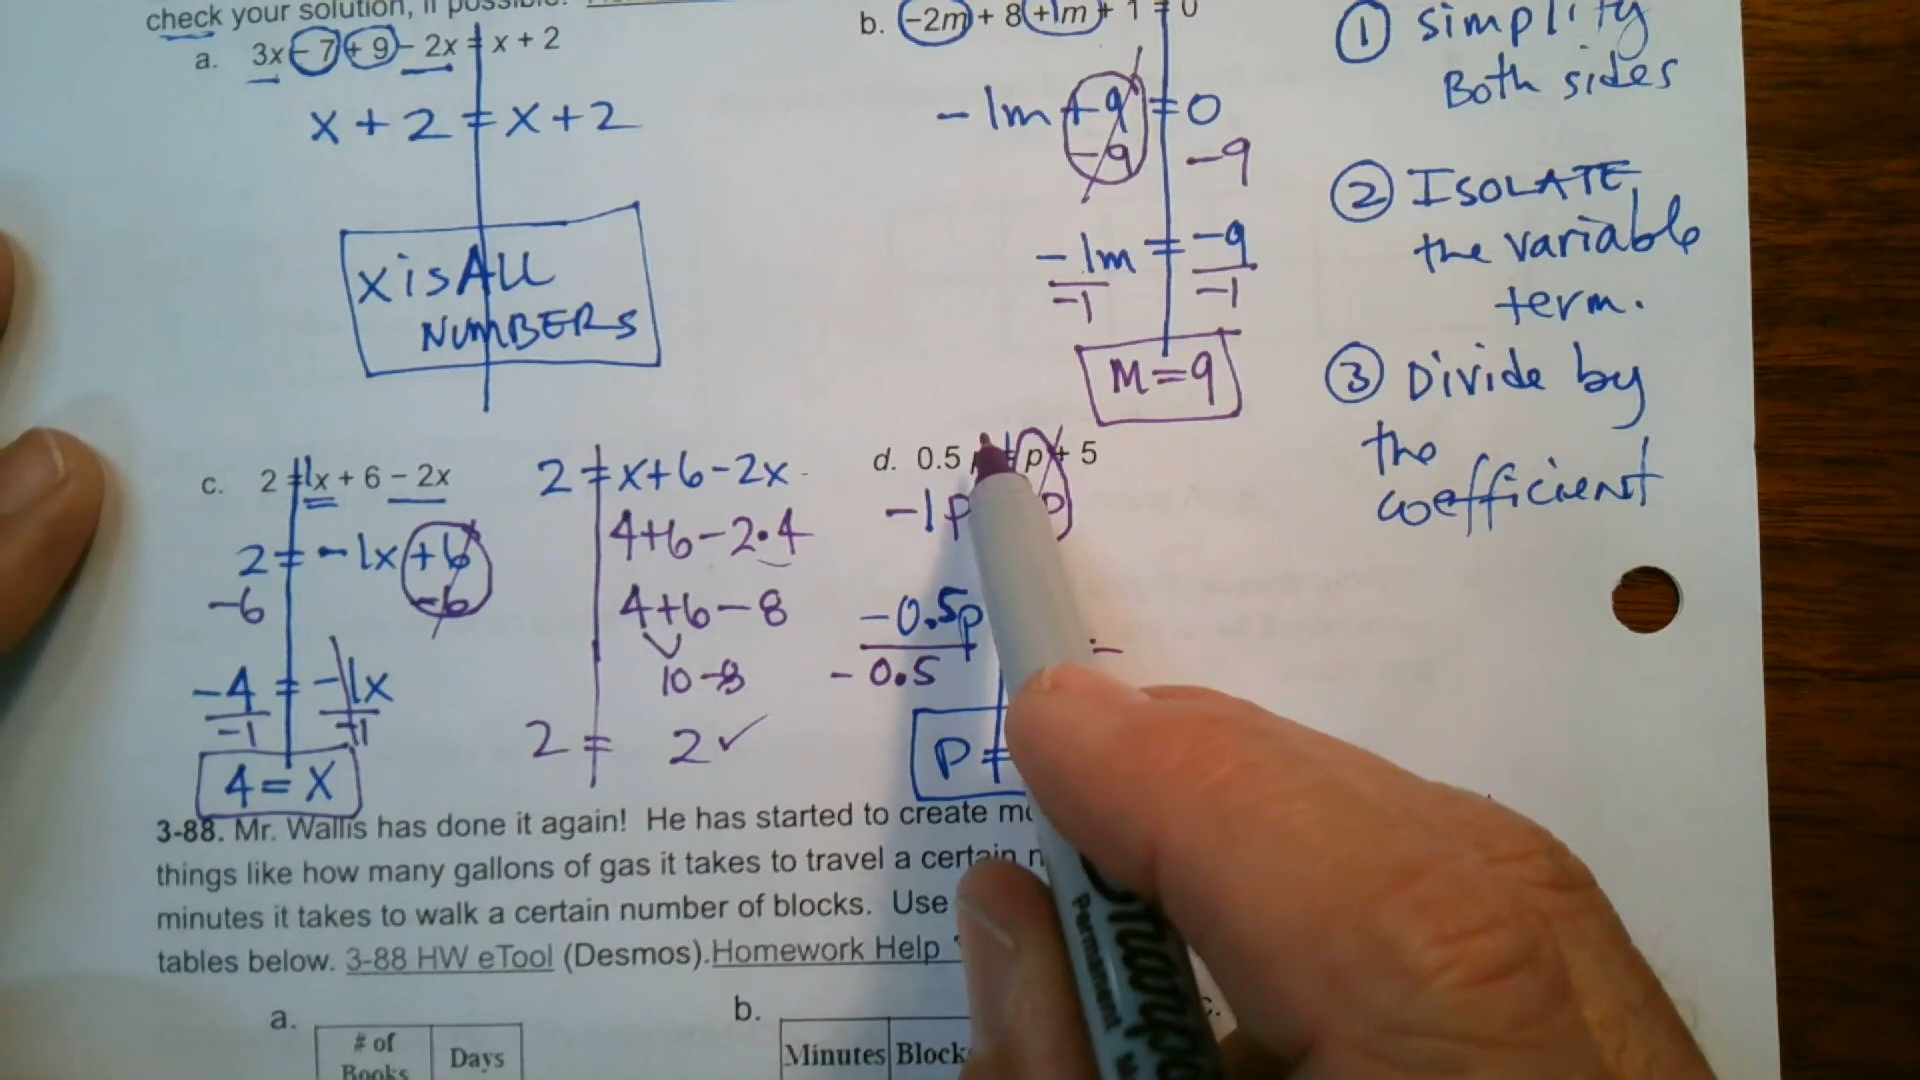 check your solution, if possible.
a. 3x - 7 + 9 - 2x = x + 2
x + 2 = x + 2
x is ALL
NUMBERS
b. -2m + 8 + 1m + 1 = 0
-1m + 9 = 0
-9 -9
-1m = -9
-1 -1
M = 9
① Simplify
Both sides
② ISOLATE
the variable
term.
③ Divide by
the
coefficient
c. 2 = 1x + 6 - 2x
2 = -1x + 6
-6 -6
-4 = -1x
-1 -1
4 = X
2 = x + 6 - 2x
4 + 6 - 2 · 4
4 + 6 - 8
10 - 8
2 = 2 ✓
d. 0.5 = p + 5
-1p p
-0.5p
-0.5
P =
3-88. Mr. Wallis has done it again! He has started to create
things like how many gallons of gas it takes to travel a certain
minutes it takes to walk a certain number of blocks. Use
tables below. 3-88 HW eTool (Desmos). Homework Help
a.
# of
Books
Days
b.
Minutes
c.
Sharpie
Permanent